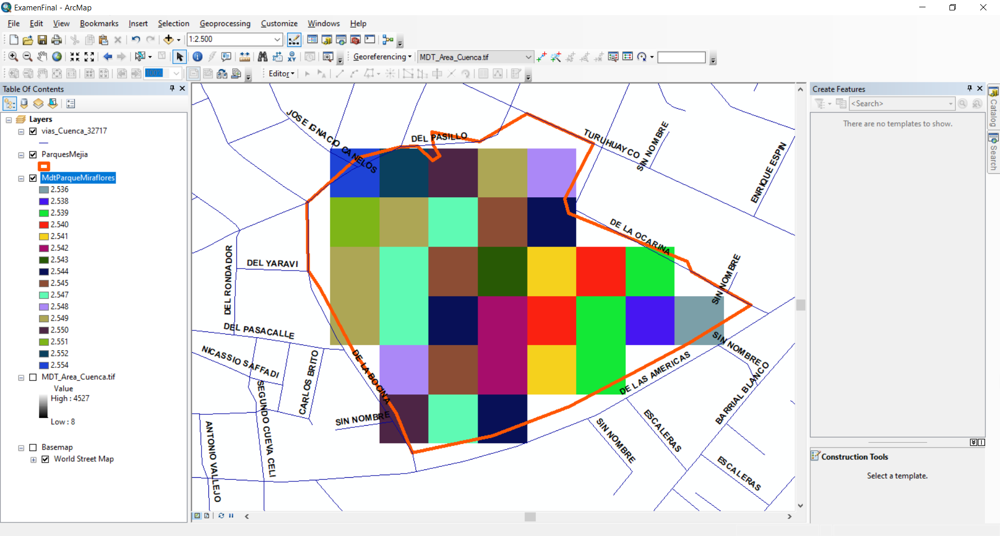 ExamenFinal - ArcMap
File Edit View Bookmarks Insert Selection Geoprocessing Customize Windows Help
1:2.500
Georeferencing MDT_Area_Cuenca.tif
100%
Editor
Table Of Contents
Layers
vias_Cuenca_32717
ParquesMejia
MdtParqueMiraflores
2.536
2.538
2.539
2.540
2.541
2.542
2.543
2.544
2.545
2.547
2.548
2.549
2.550
2.551
2.552
2.554
MDT_Area_Cuenca.tif
Value
High : 4527
Low : 8
Basemap
World Street Map
JOSE IGNACIO CANELOS
DEL PASILLO
TURUHUAYCO
SIN NOMBRE
ENRIQUE ESPIN
DE LA OCARINA
SIN NOMBRE
DEL RONDADOR
DEL YARAVI
DEL PASACALLE
NICASSIO SAFFADI
CARLOS BRITO
SEGUNDO CUEVA CELI
DE LA BOCINA
SIN NOMBRE
ANTONIO VALLEJO
SIN NOMBRE
DE LAS AMERICAS
BARRIAL BLANCO
O
SIN NOMBRE
ESCALERAS
ESCALERAS
Create Features
<Search>
There are no templates to show.
Construction Tools
Select a template.
Catalog
Search